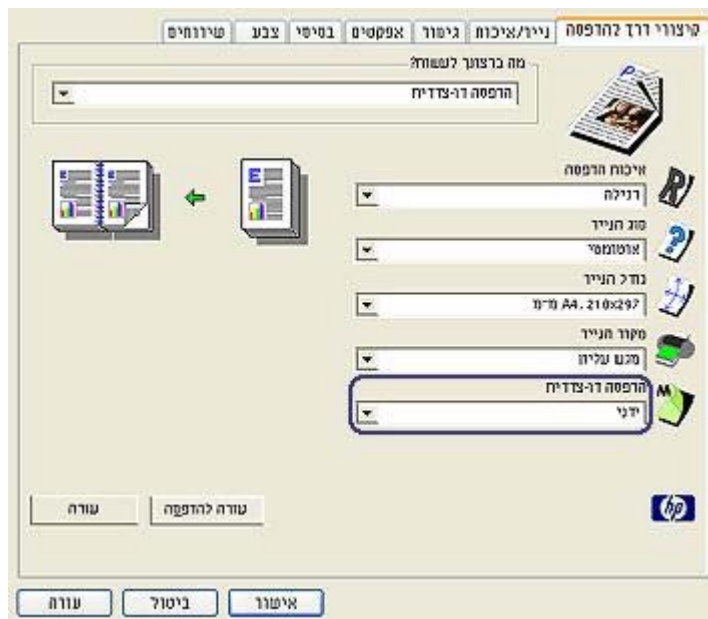 קיצורי דרך להדפסה נייר/איכות גימור אפקטים בסיסי צבע שירותים
מה ברצונך לעשות?
הדפסה דו-צדדית
איכות הדפסה
רגילה
סוג הנייר
אוטומטי
גודל הנייר
A4, 210x297 מ"מ
מקור הנייר
מגש עליון
הדפסה דו-צדדית
ידני
עזרה להדפסה עזרה
hp
אישור ביטול עזרה